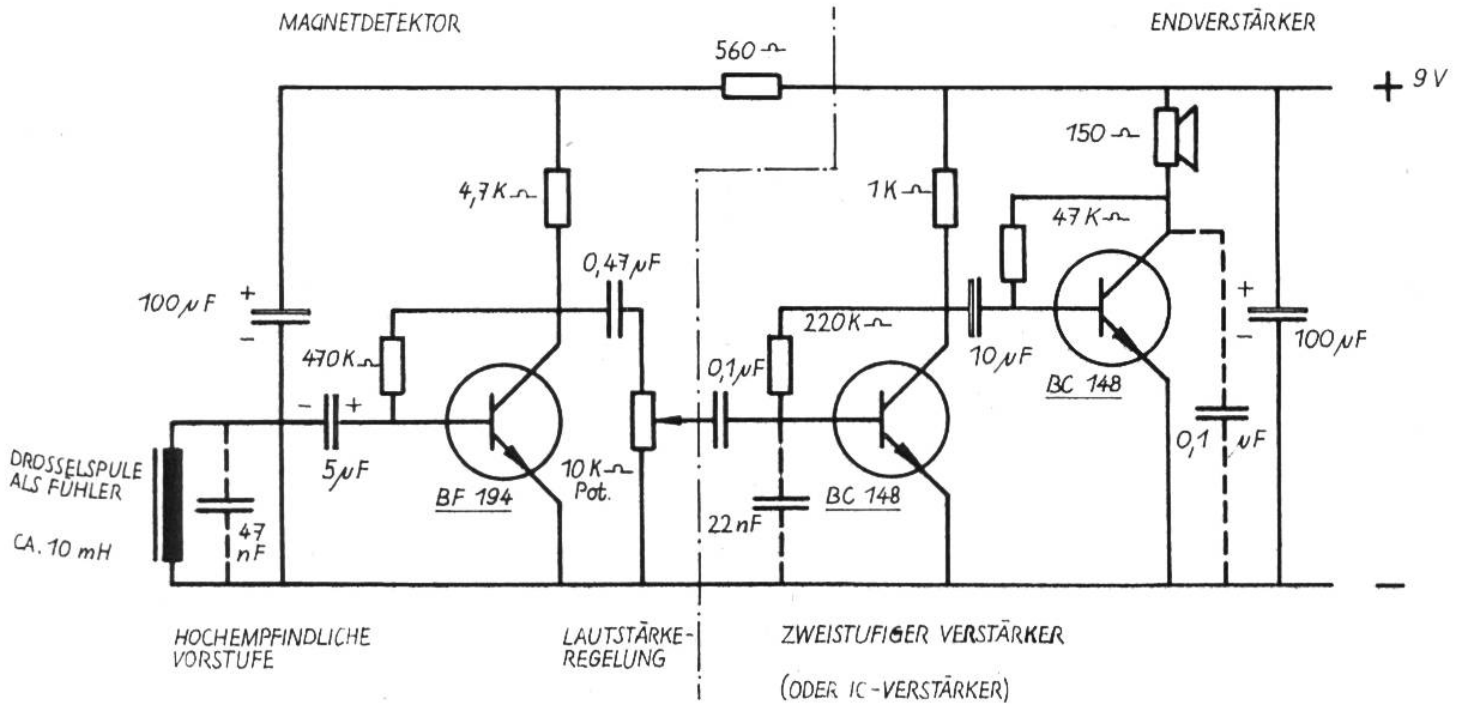 MAGNETDETEKTOR
ENDVERSTÄRKER
560 Ω
+ 9 V
150 Ω
4,7 K Ω
1 K Ω
47 K Ω
0,47 µF
+
100 µF
−
220 K Ω
10 µF
+
−
100 µF
470 K Ω
0,1 µF
BC 148
− +
5 µF
0,1 µF
DROSSELSPULE
ALS FÜHLER
CA. 10 mH
47
nF
BF 194
10 K Ω
Pot.
22 nF
BC 148
−
HOCHEMPFINDLICHE
VORSTUFE
LAUTSTÄRKE-
REGELUNG
ZWEISTUFIGER VERSTÄRKER
(ODER IC-VERSTÄRKER)